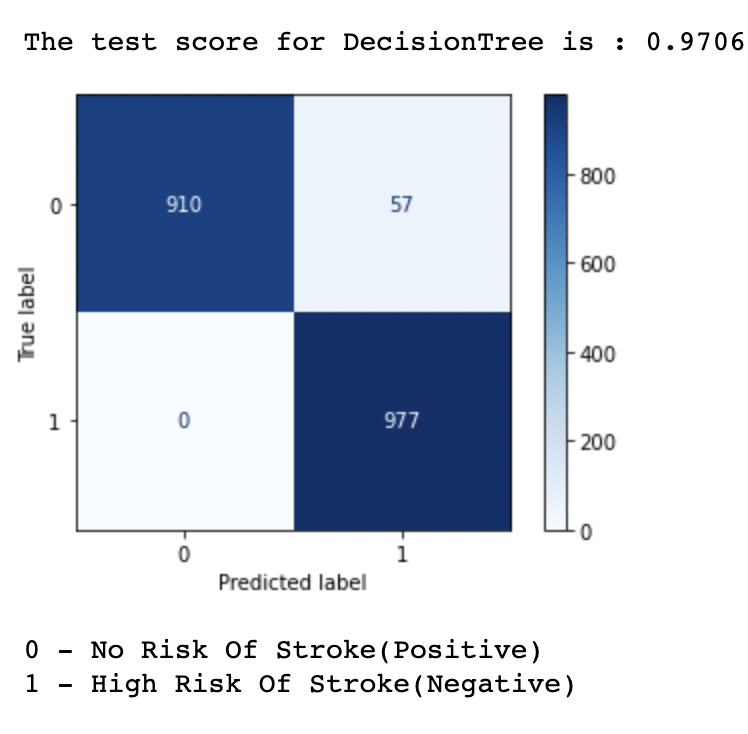 The test score for DecisionTree is : 0.9706
910 57
0 977
0
1
True label
0 1
Predicted label
800
600
400
200
0
0 – No Risk Of Stroke(Positive)
1 – High Risk Of Stroke(Negative)